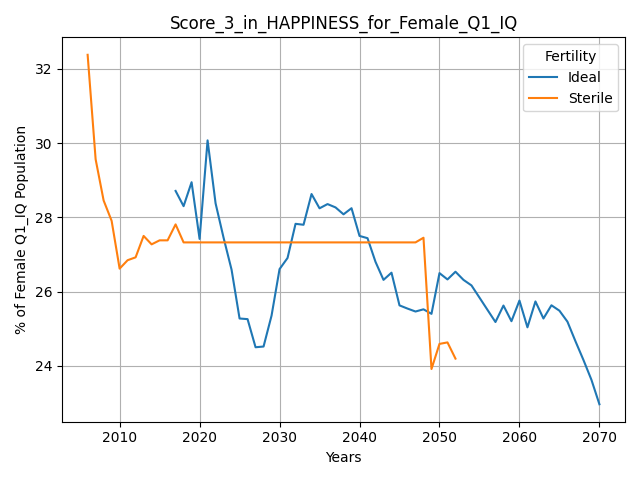 Score_3_in_HAPPINESS_for_Female_Q1_IQ
Fertility
Ideal
Sterile
% of Female Q1_IQ Population
32
30
28
26
24
2010 2020 2030 2040 2050 2060 2070
Years